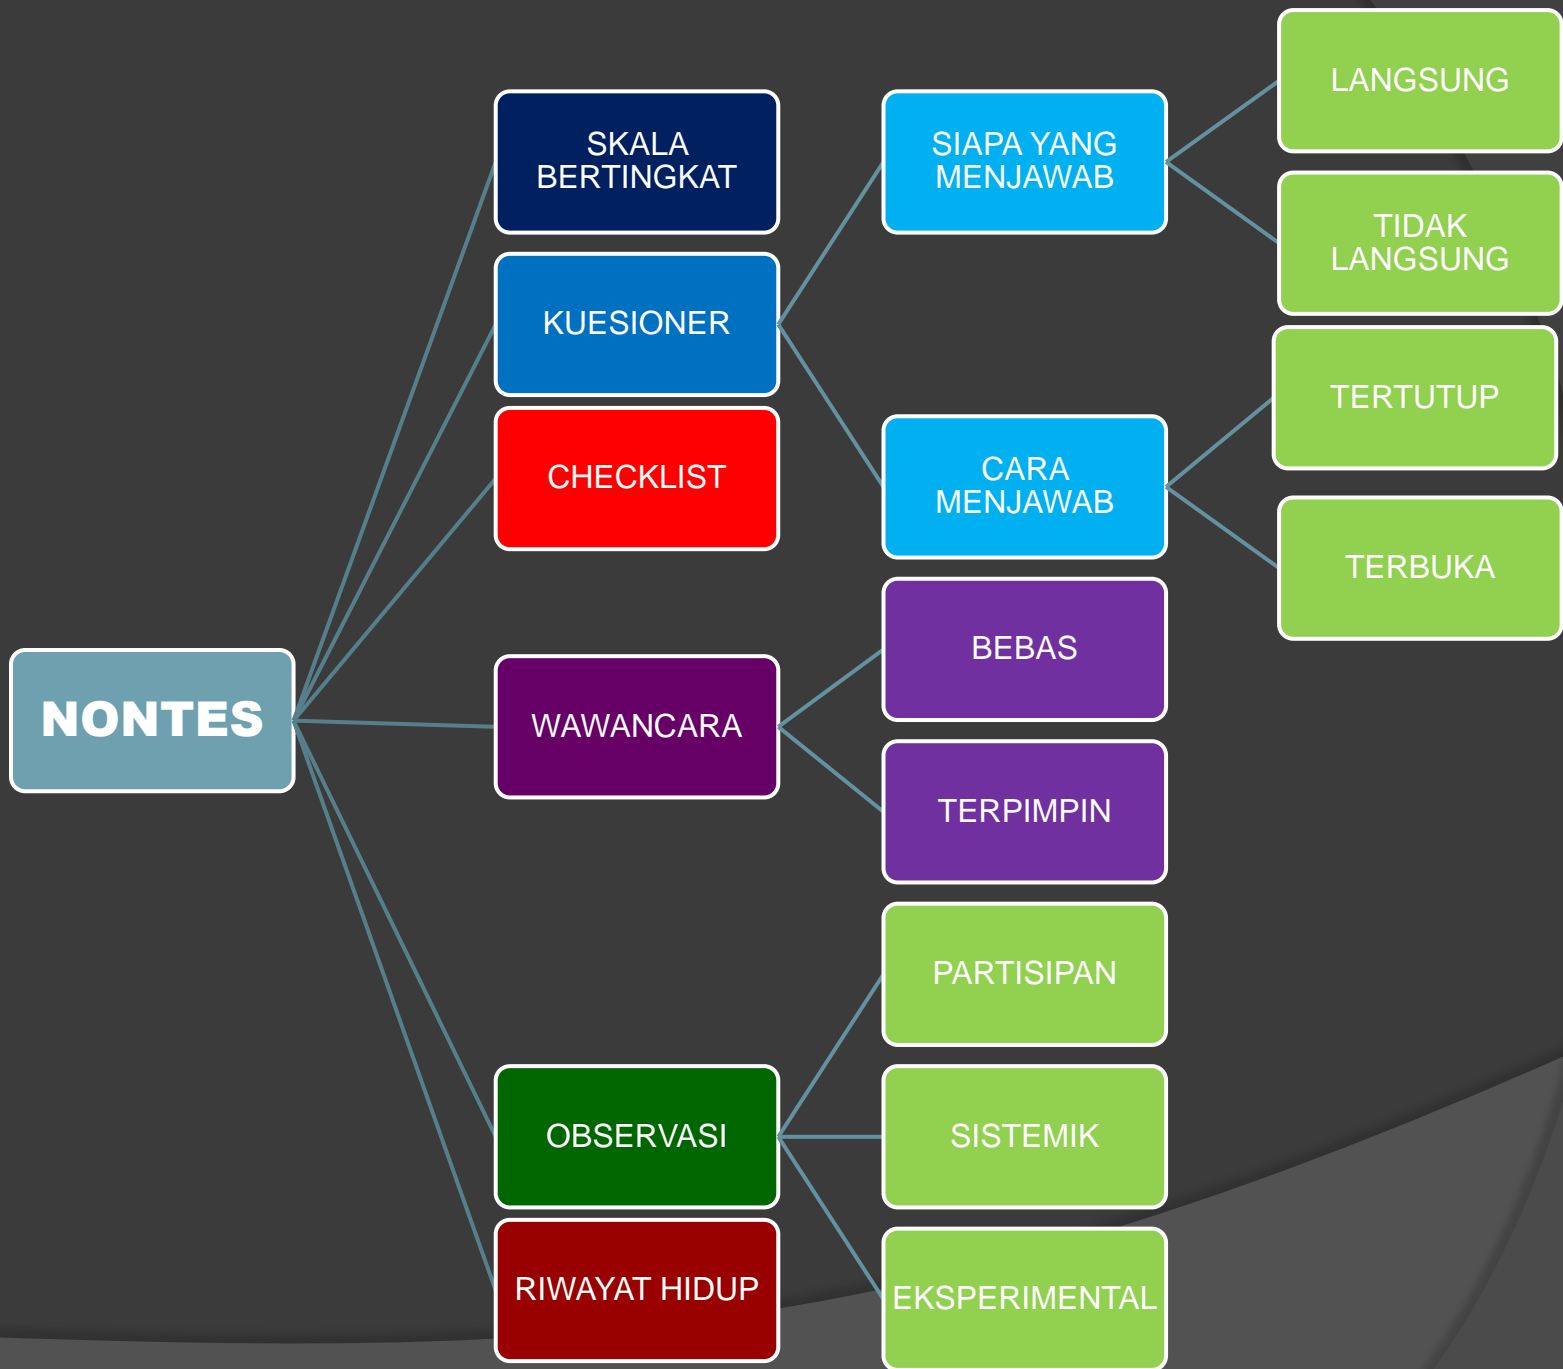 NONTES
SKALA
BERTINGKAT
KUESIONER
SIAPA YANG
MENJAWAB
LANGSUNG
TIDAK
LANGSUNG
CARA
MENJAWAB
TERTUTUP
TERBUKA
CHECKLIST
WAWANCARA
BEBAS
TERPIMPIN
OBSERVASI
PARTISIPAN
SISTEMIK
EKSPERIMENTAL
RIWAYAT HIDUP